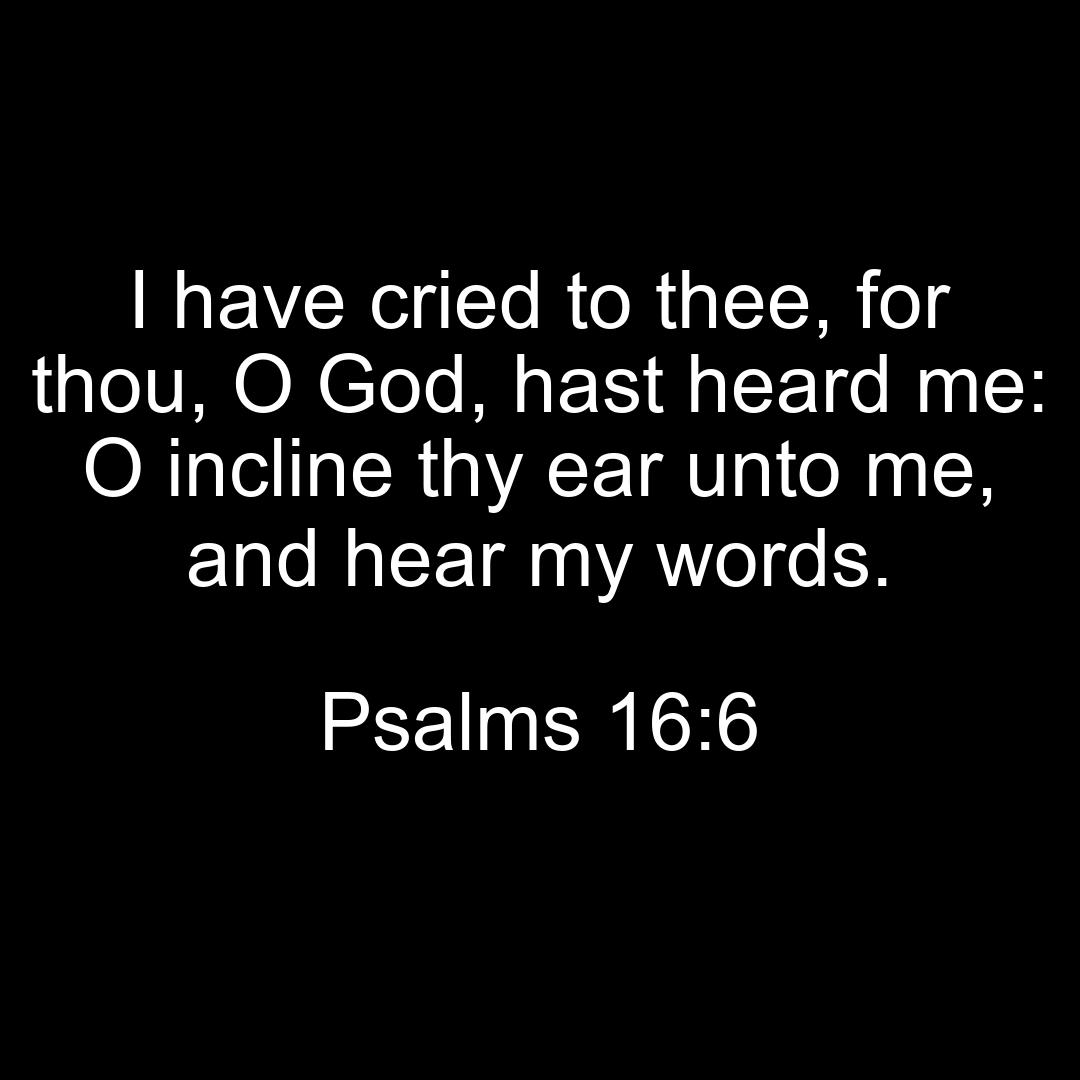 I have cried to thee, for
thou, O God, hast heard me:
O incline thy ear unto me,
and hear my words.
Psalms 16:6